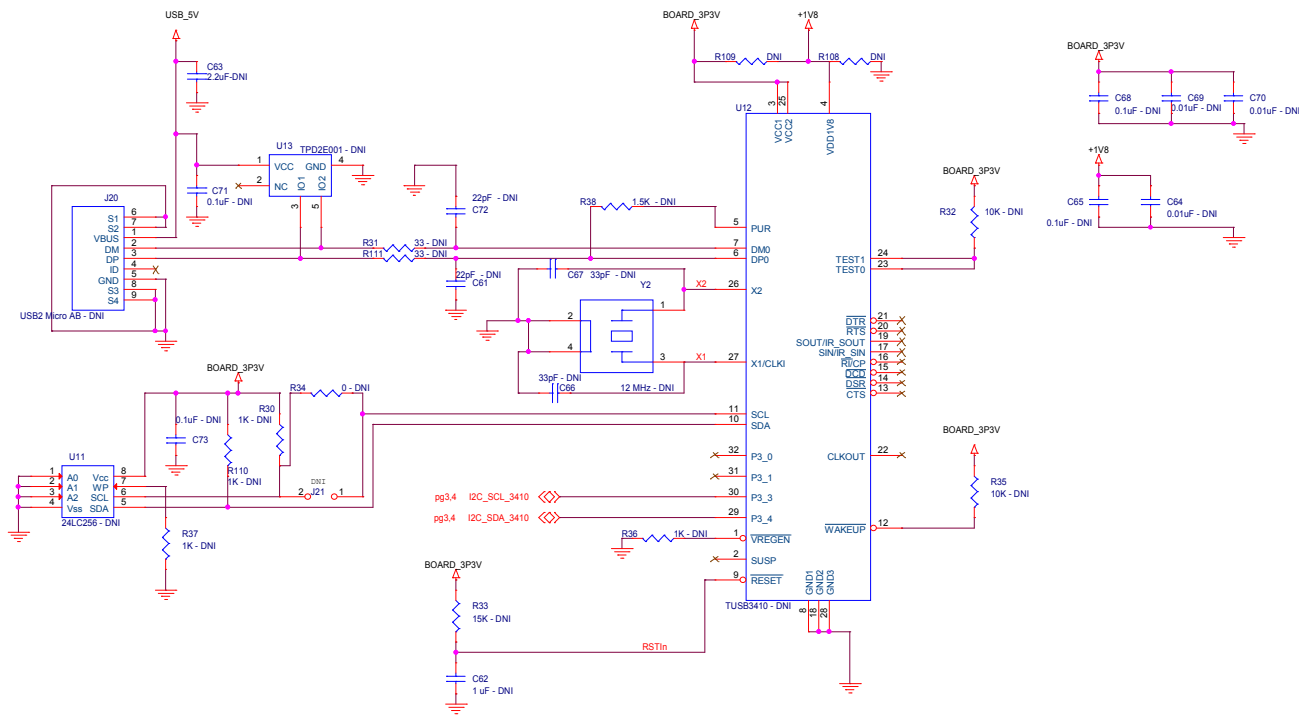 USB_5V
C63
2.2uF-DNI
U13
TPD2E001 - DNI
1
2
VCC
NC
GND
4
IO1
IO2
3
5
C71
0.1uF - DNI
J20
6
7
1
2
3
4
5
8
9
S1
S2
VBUS
DM
DP
ID
GND
S3
S4
USB2 Micro AB - DNI
22pF - DNI
C72
R31
33 - DNI
R111
33 - DNI
22pF - DNI
C61
R38
1.5K - DNI
C67
33pF - DNI
Y2
X2
X1
1
2
4
3
33pF - DNI
C66
12 MHz - DNI
BOARD_3P3V
R34
0 - DNI
R30
1K - DNI
0.1uF - DNI
C73
R110
1K - DNI
U11
1
2
3
4
A0
A1
A2
Vss
Vcc
WP
SCL
SDA
8
7
6
5
24LC256 - DNI
DNI
2
J21
1
R37
1K - DNI
pg3,4 I2C_SCL_3410
pg3,4 I2C_SDA_3410
R36
1K - DNI
BOARD_3P3V
R33
15K - DNI
RSTIn
C62
1 uF - DNI
BOARD_3P3V
+1V8
R109
DNI
R108
DNI
U12
3
25
4
VCC1
VCC2
VDD1V8
5
PUR
7
DM0
6
DP0
26
X2
27
X1/CLKI
11
SCL
10
SDA
32
P3_0
31
P3_1
30
P3_3
29
P3_4
1
VREGEN
2
SUSP
9
RESET
TEST1
24
TEST0
23
DTR
21
RTS
20
SOUT/IR_SOUT
19
SIN/IR_SIN
17
RI/CP
16
DCD
15
DSR
14
CTS
13
CLKOUT
22
WAKEUP
12
GND1
GND2
GND3
8
18
28
TUSB3410 - DNI
BOARD_3P3V
R32
10K - DNI
BOARD_3P3V
R35
10K - DNI
BOARD_3P3V
C68
0.1uF - DNI
C69
0.01uF - DNI
C70
0.01uF - DNI
+1V8
C65
0.1uF - DNI
C64
0.01uF - DNI